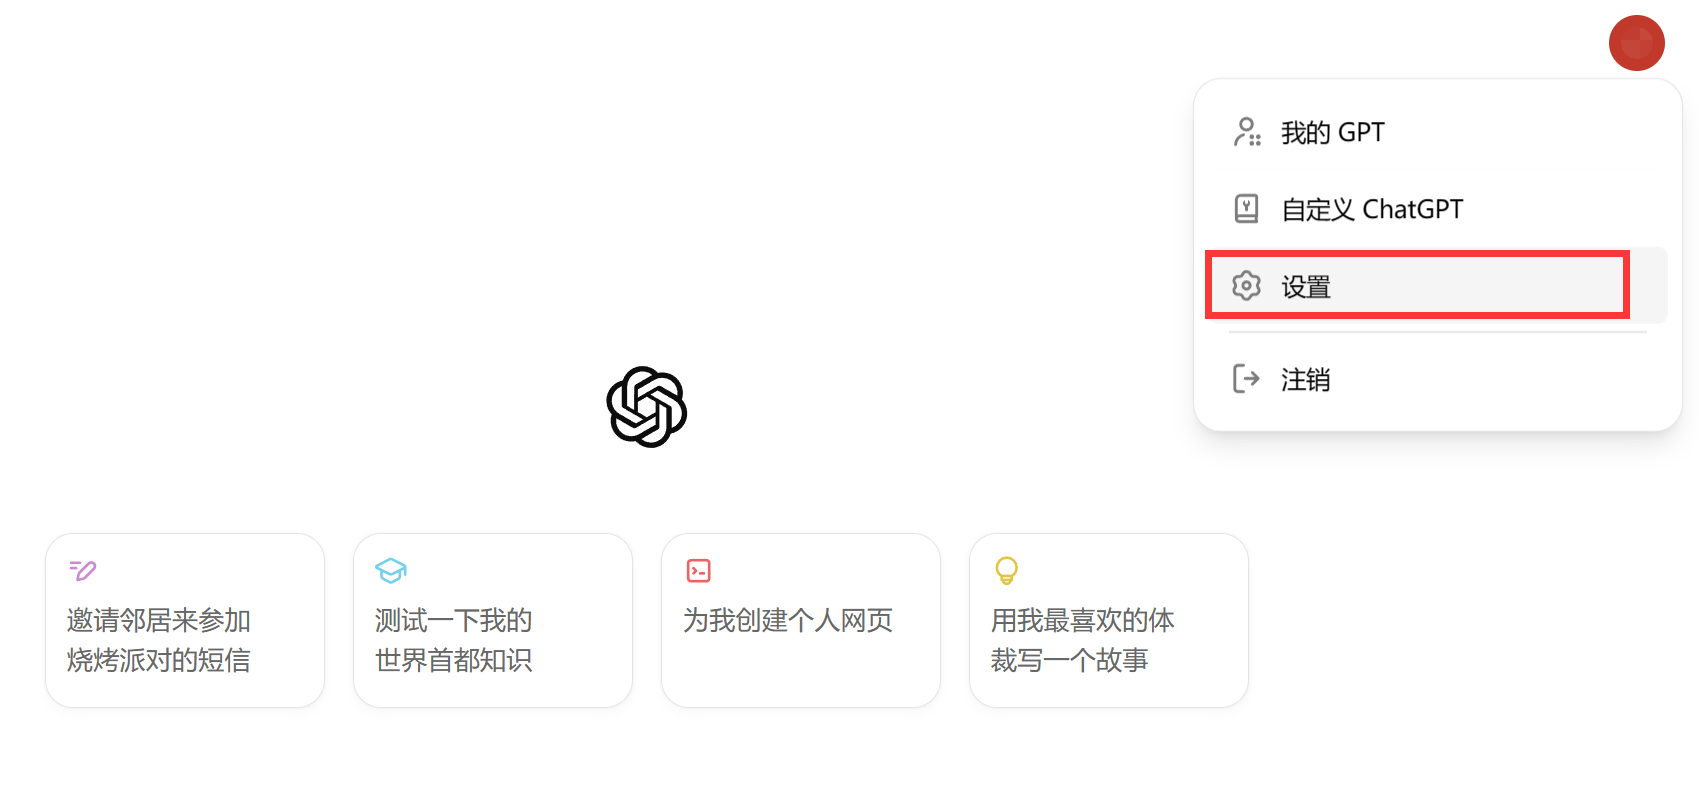 我的 GPT
自定义 ChatGPT
设置
注销
邀请邻居来参加
烧烤派对的短信
测试一下我的
世界首都知识
为我创建个人网页
用我最喜欢的体
裁写一个故事